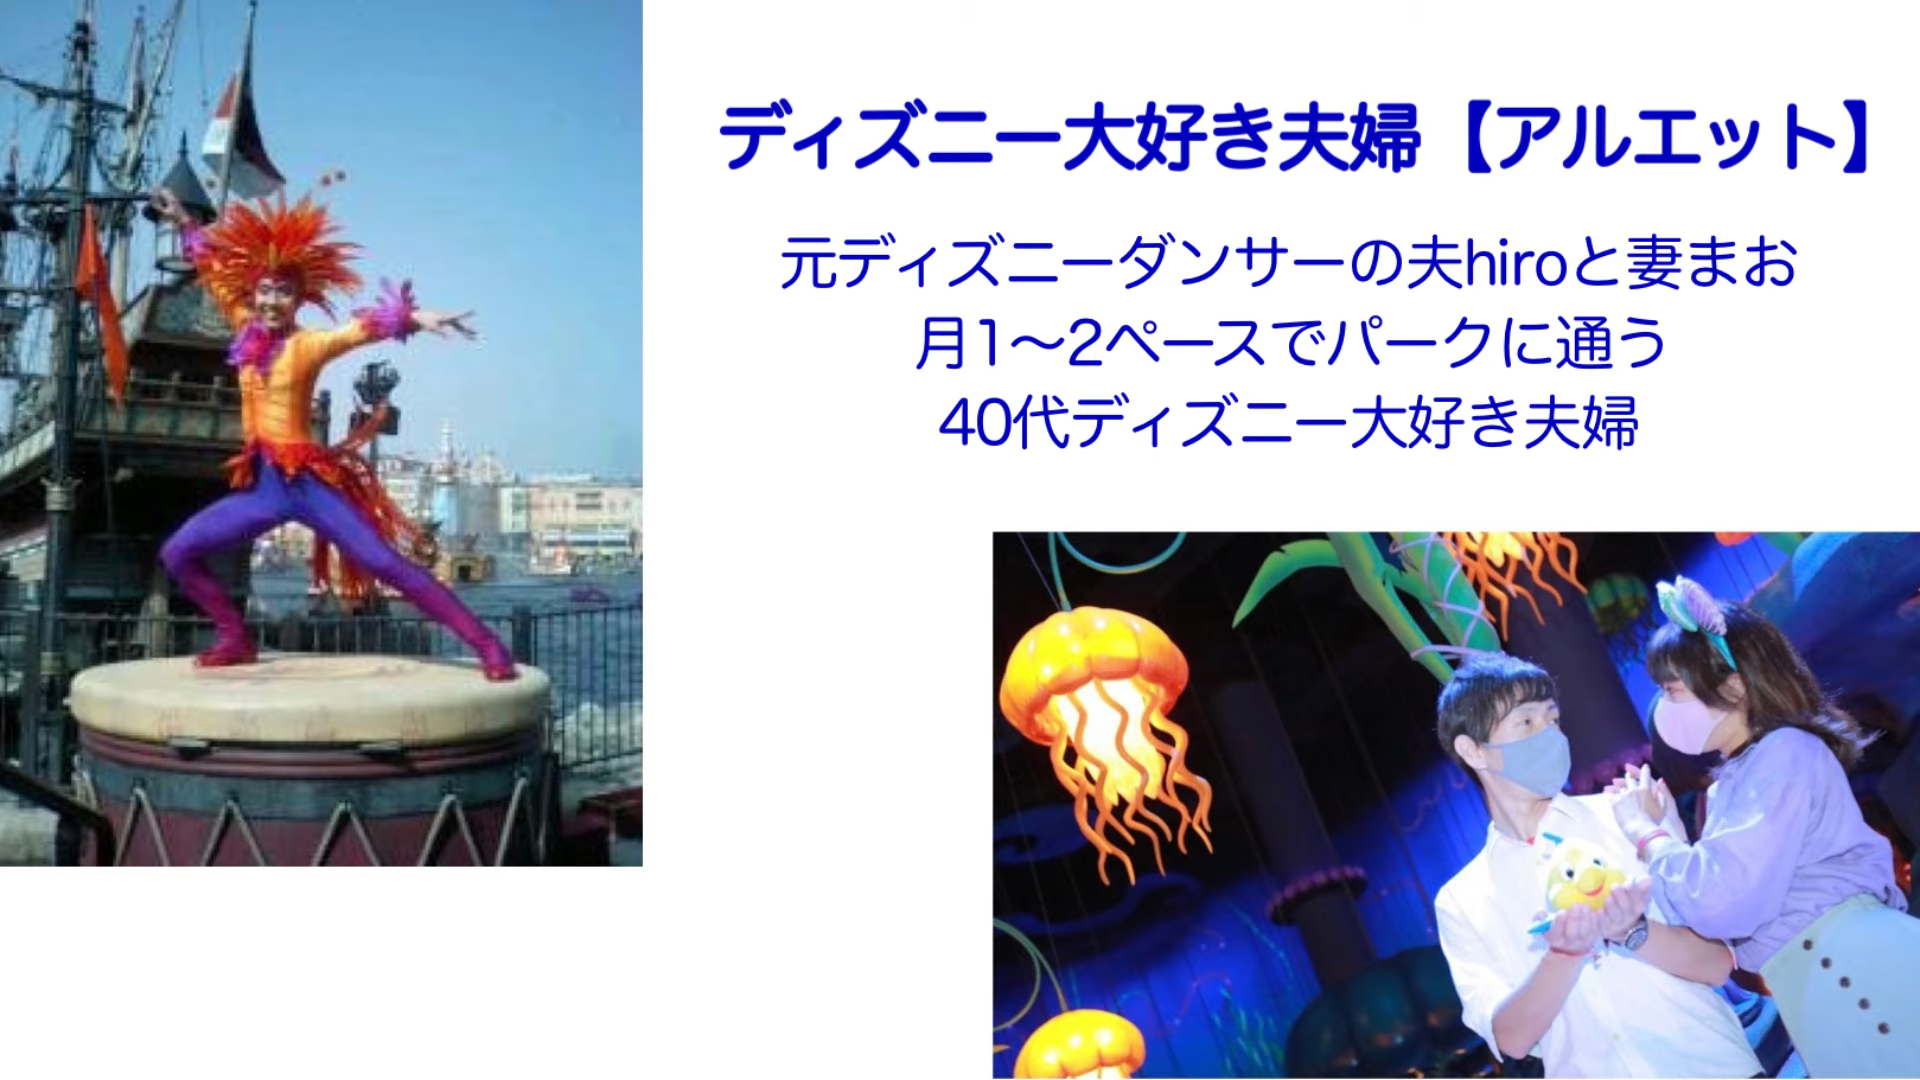 ディズニー大好き夫婦【アルエット】
元ディズニーダンサーの夫hiroと妻まお
月1〜2ペースでパークに通う
40代ディズニー大好き夫婦